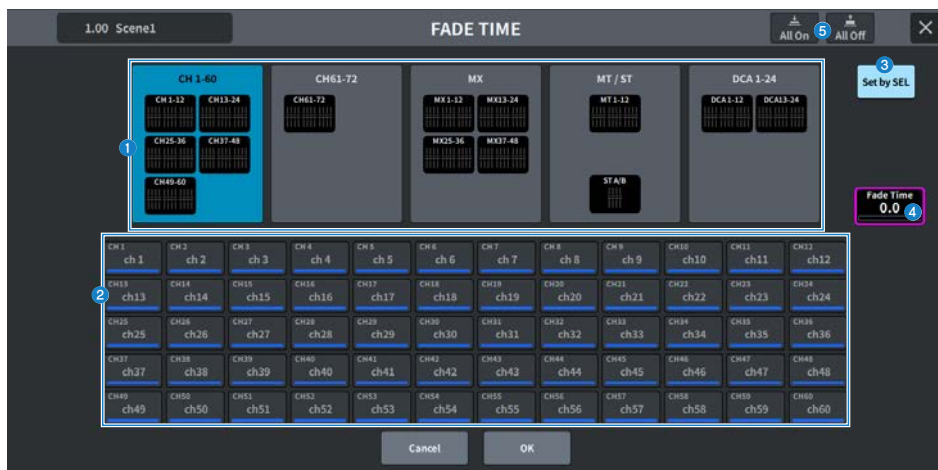 1.00 Scene1
FADE TIME
All On
5
All Off
CH 1-60
CH61-72
MX
MT / ST
DCA 1-24
3
Set by SEL
CH 1-12 CH13-24
CH61-72
MX 1-12 MX13-24
MT 1-12
DCA1-12 DCA13-24
1
CH25-36 CH37-48
MX25-36 MX37-48
CH49-60
ST A/B
Fade Time
0.0
4
CH 1 CH 2 CH 3 CH 4 CH 5 CH 6 CH 7 CH 8 CH 9 CH10 CH11 CH12
ch 1 ch 2 ch 3 ch 4 ch 5 ch 6 ch 7 ch 8 ch 9 ch10 ch11 ch12
2
CH13 CH14 CH15 CH16 CH17 CH18 CH19 CH20 CH21 CH22 CH23 CH24
ch13 ch14 ch15 ch16 ch17 ch18 ch19 ch20 ch21 ch22 ch23 ch24
CH25 CH26 CH27 CH28 CH29 CH30 CH31 CH32 CH33 CH34 CH35 CH36
ch25 ch26 ch27 ch28 ch29 ch30 ch31 ch32 ch33 ch34 ch35 ch36
CH37 CH38 CH39 CH40 CH41 CH42 CH43 CH44 CH45 CH46 CH47 CH48
ch37 ch38 ch39 ch40 ch41 ch42 ch43 ch44 ch45 ch46 ch47 ch48
CH49 CH50 CH51 CH52 CH53 CH54 CH55 CH56 CH57 CH58 CH59 CH60
ch49 ch50 ch51 ch52 ch53 ch54 ch55 ch56 ch57 ch58 ch59 ch60
Cancel
OK